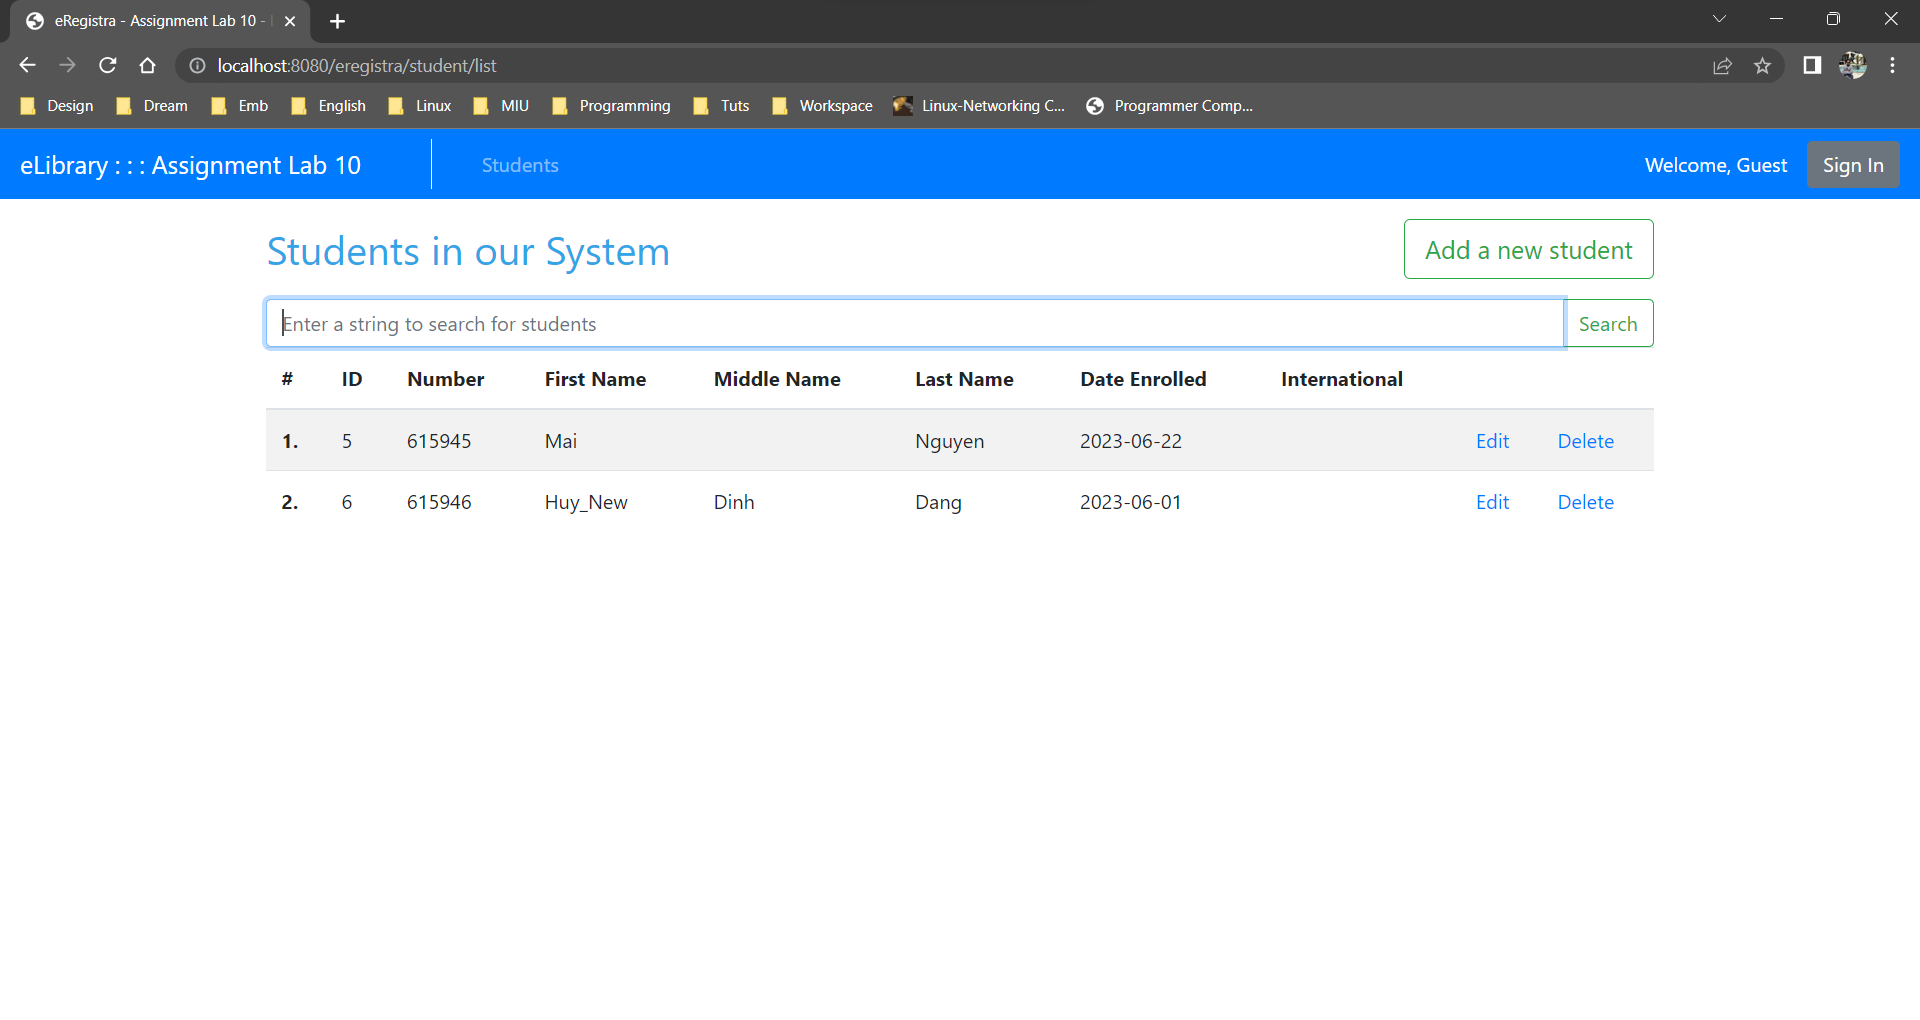 eRegistra - Assignment Lab 10 -
localhost:8080/eregistra/student/list
Design Dream Emb English Linux MIU Programming Tuts Workspace Linux-Networking C... Programmer Comp...
eLibrary : : : Assignment Lab 10 Students Welcome, Guest Sign In
Students in our System Add a new student
Enter a string to search for students Search
# ID Number First Name Middle Name Last Name Date Enrolled International
1. 5 615945 Mai Nguyen 2023-06-22 Edit Delete
2. 6 615946 Huy_New Dinh Dang 2023-06-01 Edit Delete